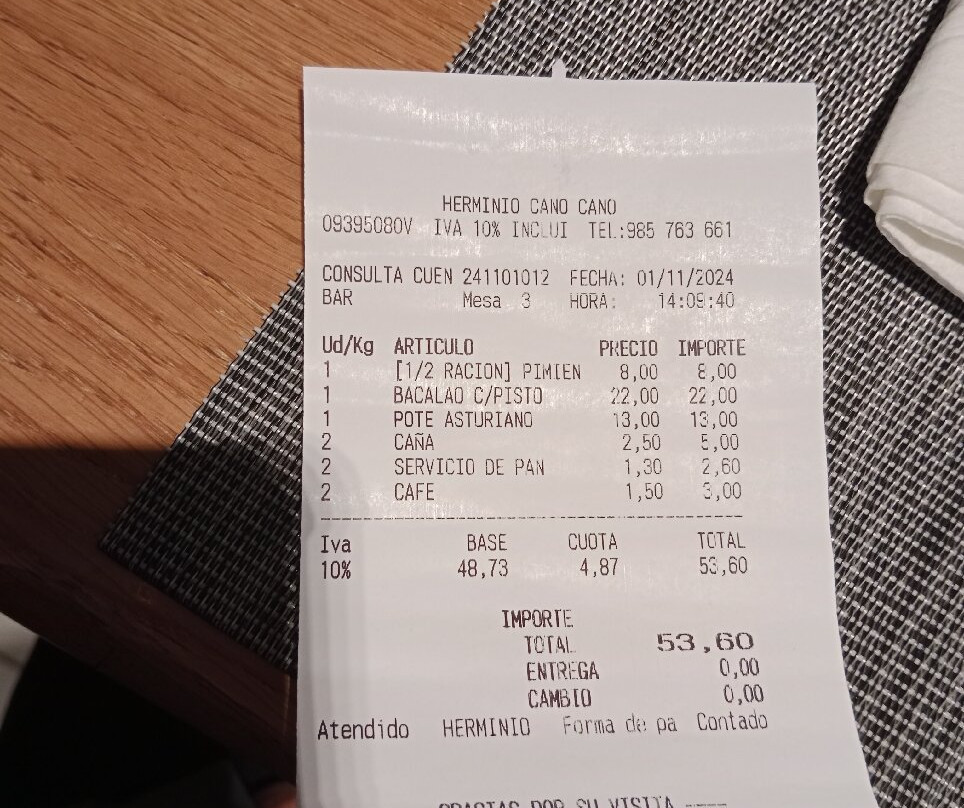 HERMINIO CANO CANO
09395080V IVA 10% INCLUI TEL:985 763 661
CONSULTA CUEN 241101012 FECHA: 01/11/2024
BAR Mesa 3 HORA: 14:09:40
Ud/Kg ARTICULO PRECIO IMPORTE
1 [1/2 RACION] PIMIEN 8,00 8,00
1 BACALAO C/PISTO 22,00 22,00
1 POTE ASTURIANO 13,00 13,00
2 CAÑA 2,50 5,00
2 SERVICIO DE PAN 1,30 2,60
2 CAFE 1,50 3,00
Iva BASE CUOTA TOTAL
10% 48,73 4,87 53,60
IMPORTE
TOTAL 53,60
ENTREGA 0,00
CAMBIO 0,00
Atendido HERMINIO Forma de pa Contado
GRACIAS POR SU VISITA ----